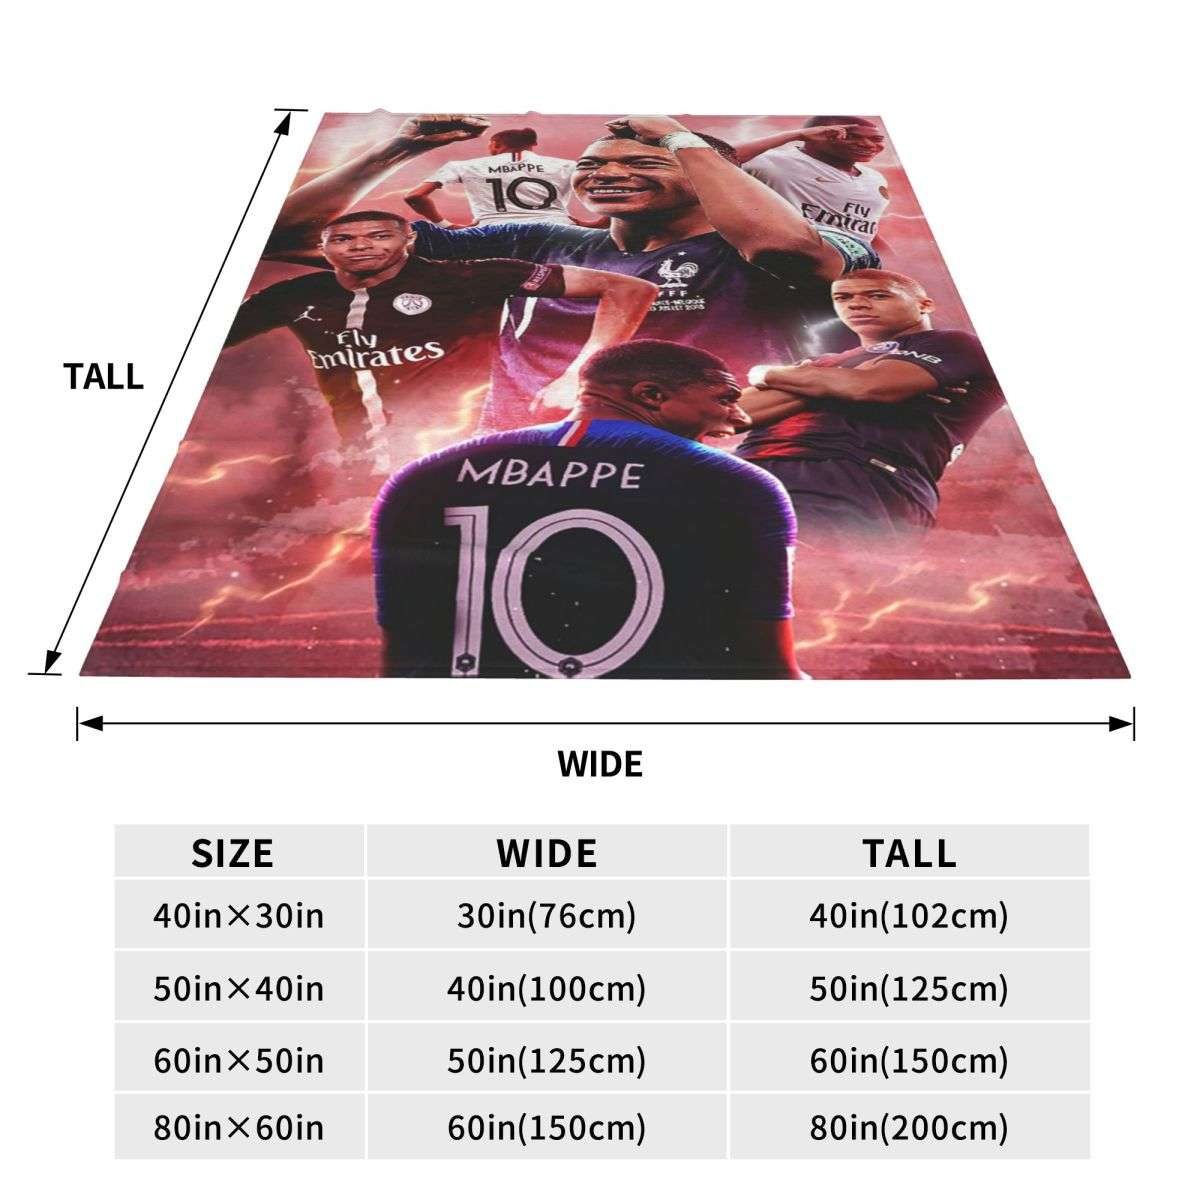 MBAPPE
10
Fly
Emirates
FFF
Fly
Emirates
MBAPPE
10
TALL
WIDE
SIZE WIDE TALL
40in×30in 30in(76cm) 40in(102cm)
50in×40in 40in(100cm) 50in(125cm)
60in×50in 50in(125cm) 60in(150cm)
80in×60in 60in(150cm) 80in(200cm)